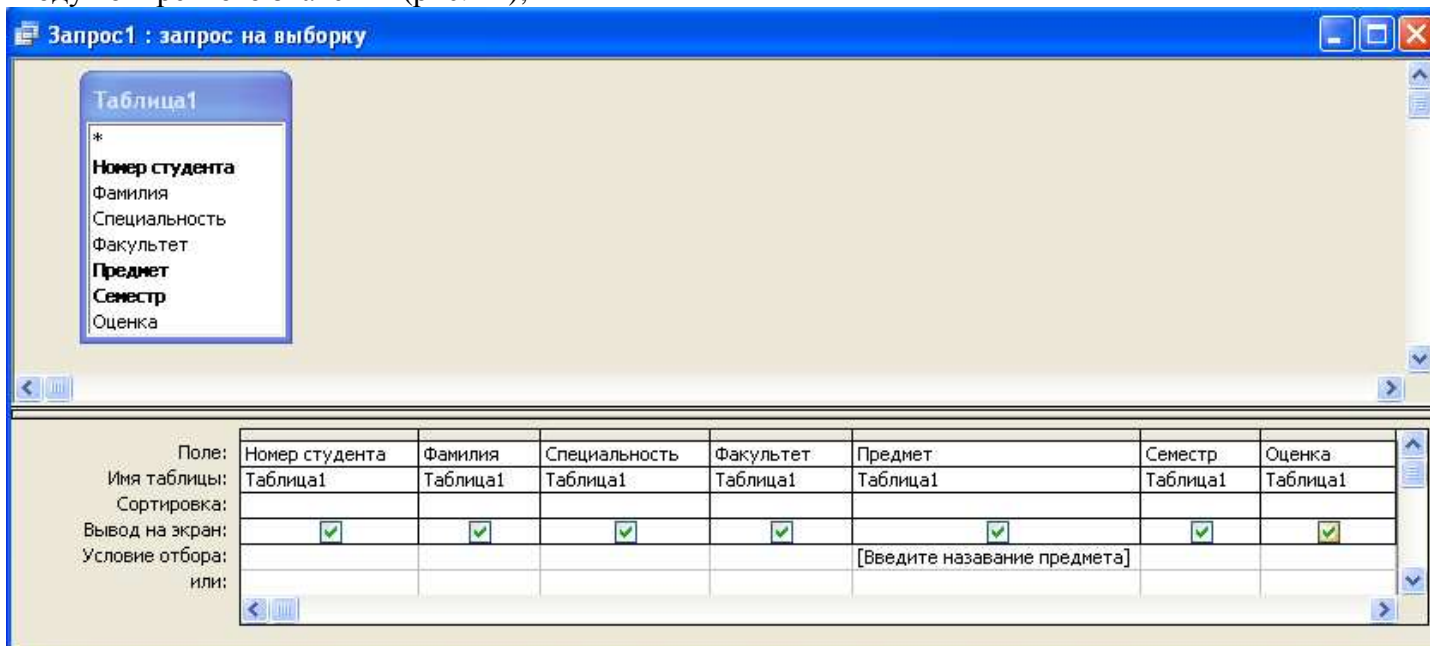 Запрос1 : запрос на выборку
Таблица1
*
Номер студента
Фамилия
Специальность
Факультет
Предмет
Семестр
Оценка
Поле: Номер студента Фамилия Специальность Факультет Предмет Семестр Оценка
Имя таблицы: Таблица1 Таблица1 Таблица1 Таблица1 Таблица1 Таблица1 Таблица1
Сортировка:
Вывод на экран:
Условие отбора: [Введите назавание предмета]
или: